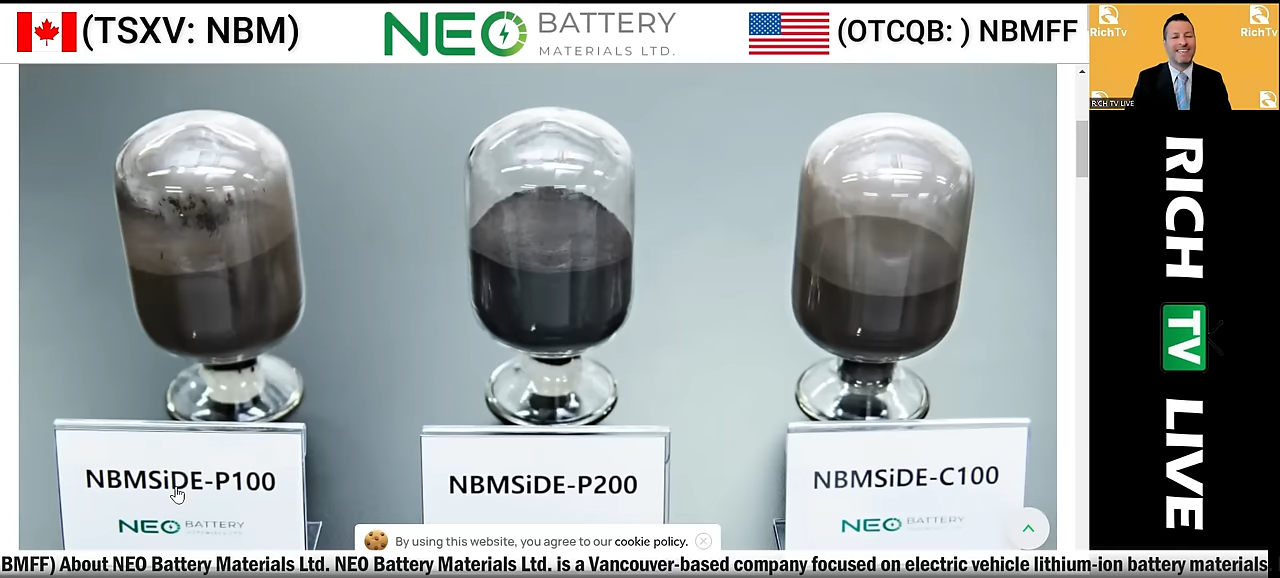 (TSXV: NBM)
NEO BATTERY
MATERIALS LTD.
(OTCQB: ) NBMFF
RichTv
RichTv
RICH TV LIVE
RICH TV LIVE
NBMSiDE-P100
NEO BATTERY
NBMSiDE-P200
NBMSiDE-C100
NEO BATTERY
By using this website, you agree to our cookie policy.
BMFF) About NEO Battery Materials Ltd. NEO Battery Materials Ltd. is a Vancouver-based company focused on electric vehicle lithium-ion battery materials